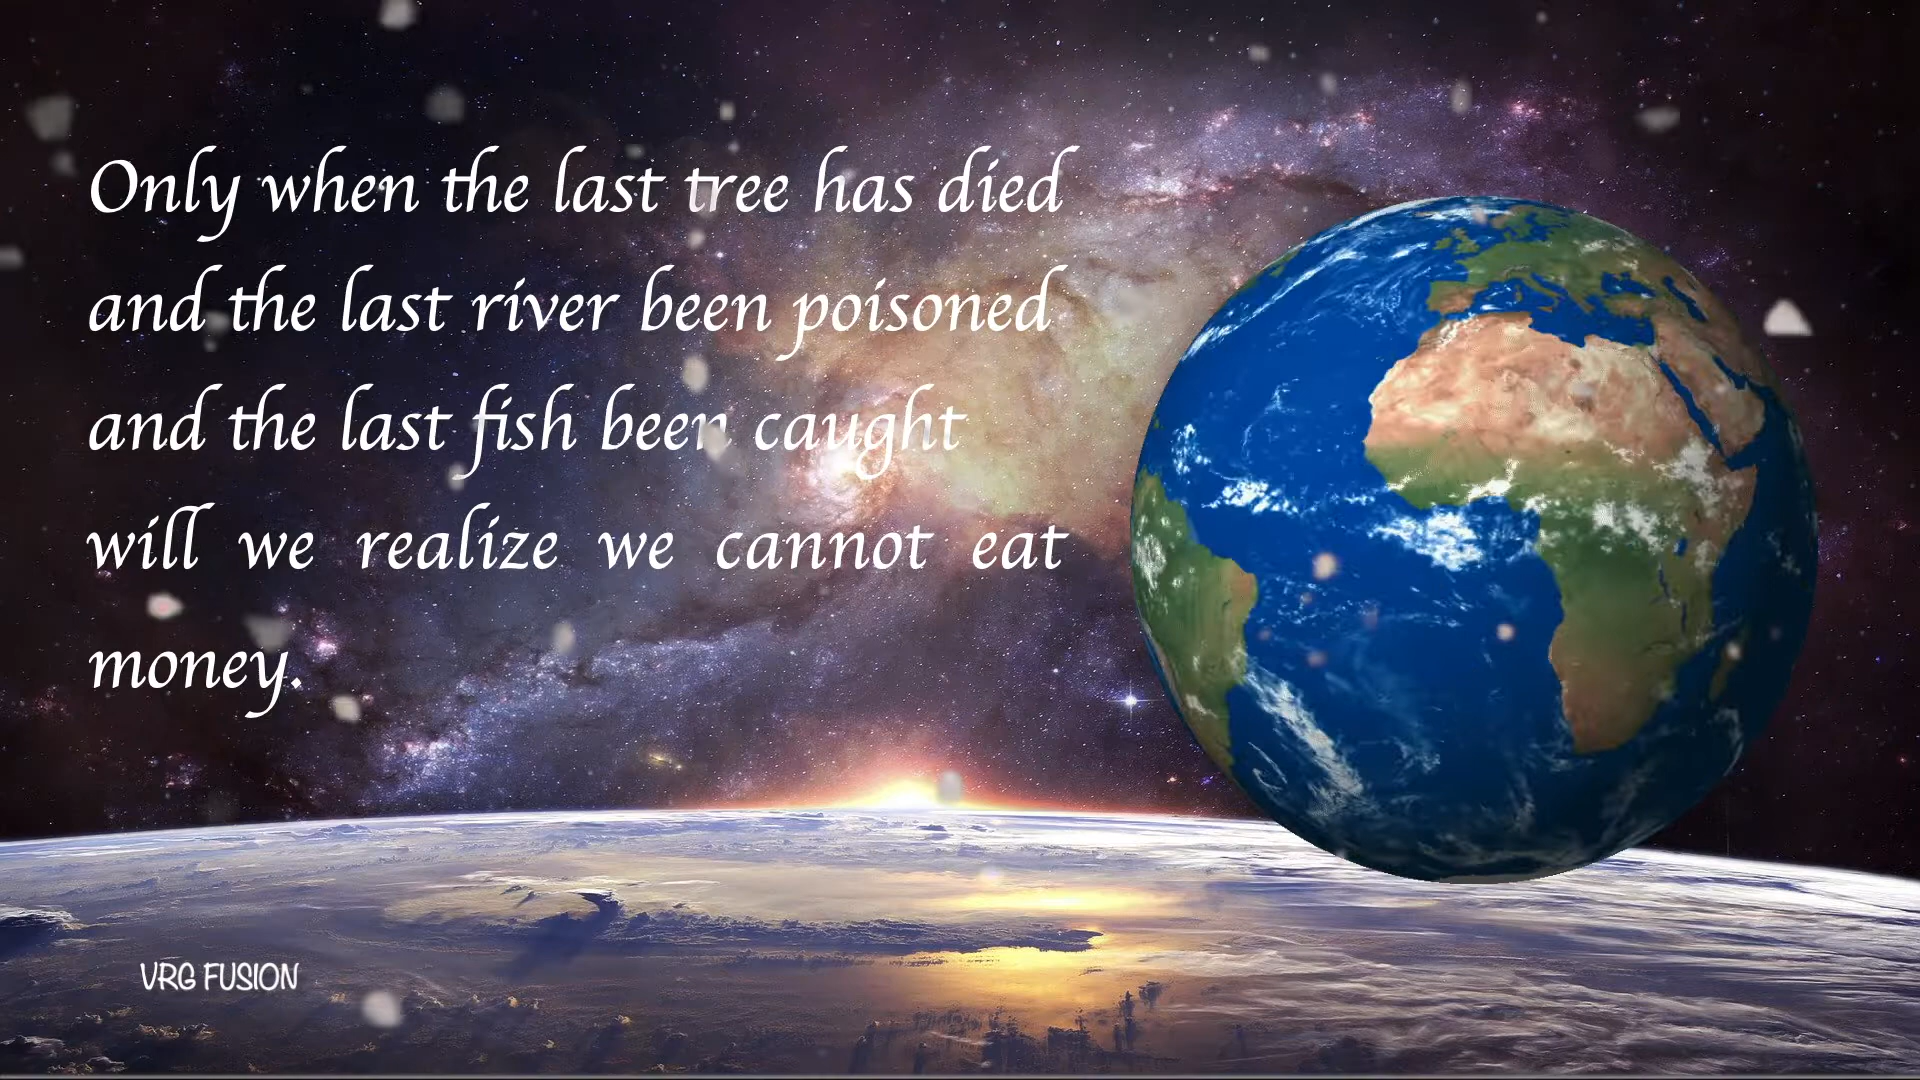 Only when the last tree has died
and the last river been poisoned
and the last fish been caught
will we realize we cannot eat
money.
VRG FUSION